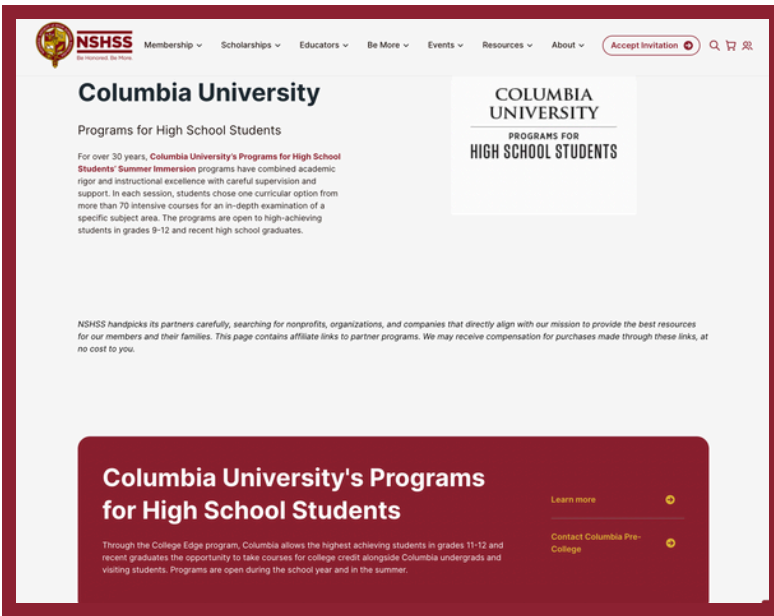 NSHSS
Be Honored. Be More.
Membership
Scholarships
Educators
Be More
Events
Resources
About
Accept Invitation
Columbia University
Programs for High School Students
For over 30 years, Columbia University's Programs for High School
Students' Summer Immersion programs have combined academic
rigor and instructional excellence with careful supervision and
support. In each session, students chose one curricular option from
more than 70 intensive courses for an in-depth examination of a
specific subject area. The programs are open to high-achieving
students in grades 9-12 and recent high school graduates.
COLUMBIA
UNIVERSITY
PROGRAMS FOR
HIGH SCHOOL STUDENTS
NSHSS handpicks its partners carefully, searching for nonprofits, organizations, and companies that directly align with our mission to provide the best resources
for our members and their families. This page contains affiliate links to partner programs. We may receive compensation for purchases made through these links, at
no cost to you.
Columbia University's Programs
for High School Students
Through the College Edge program, Columbia allows the highest achieving students in grades 11-12 and
recent graduates the opportunity to take courses for college credit alongside Columbia undergrads and
visiting students. Programs are open during the school year and in the summer.
Learn more
Contact Columbia Pre-
College